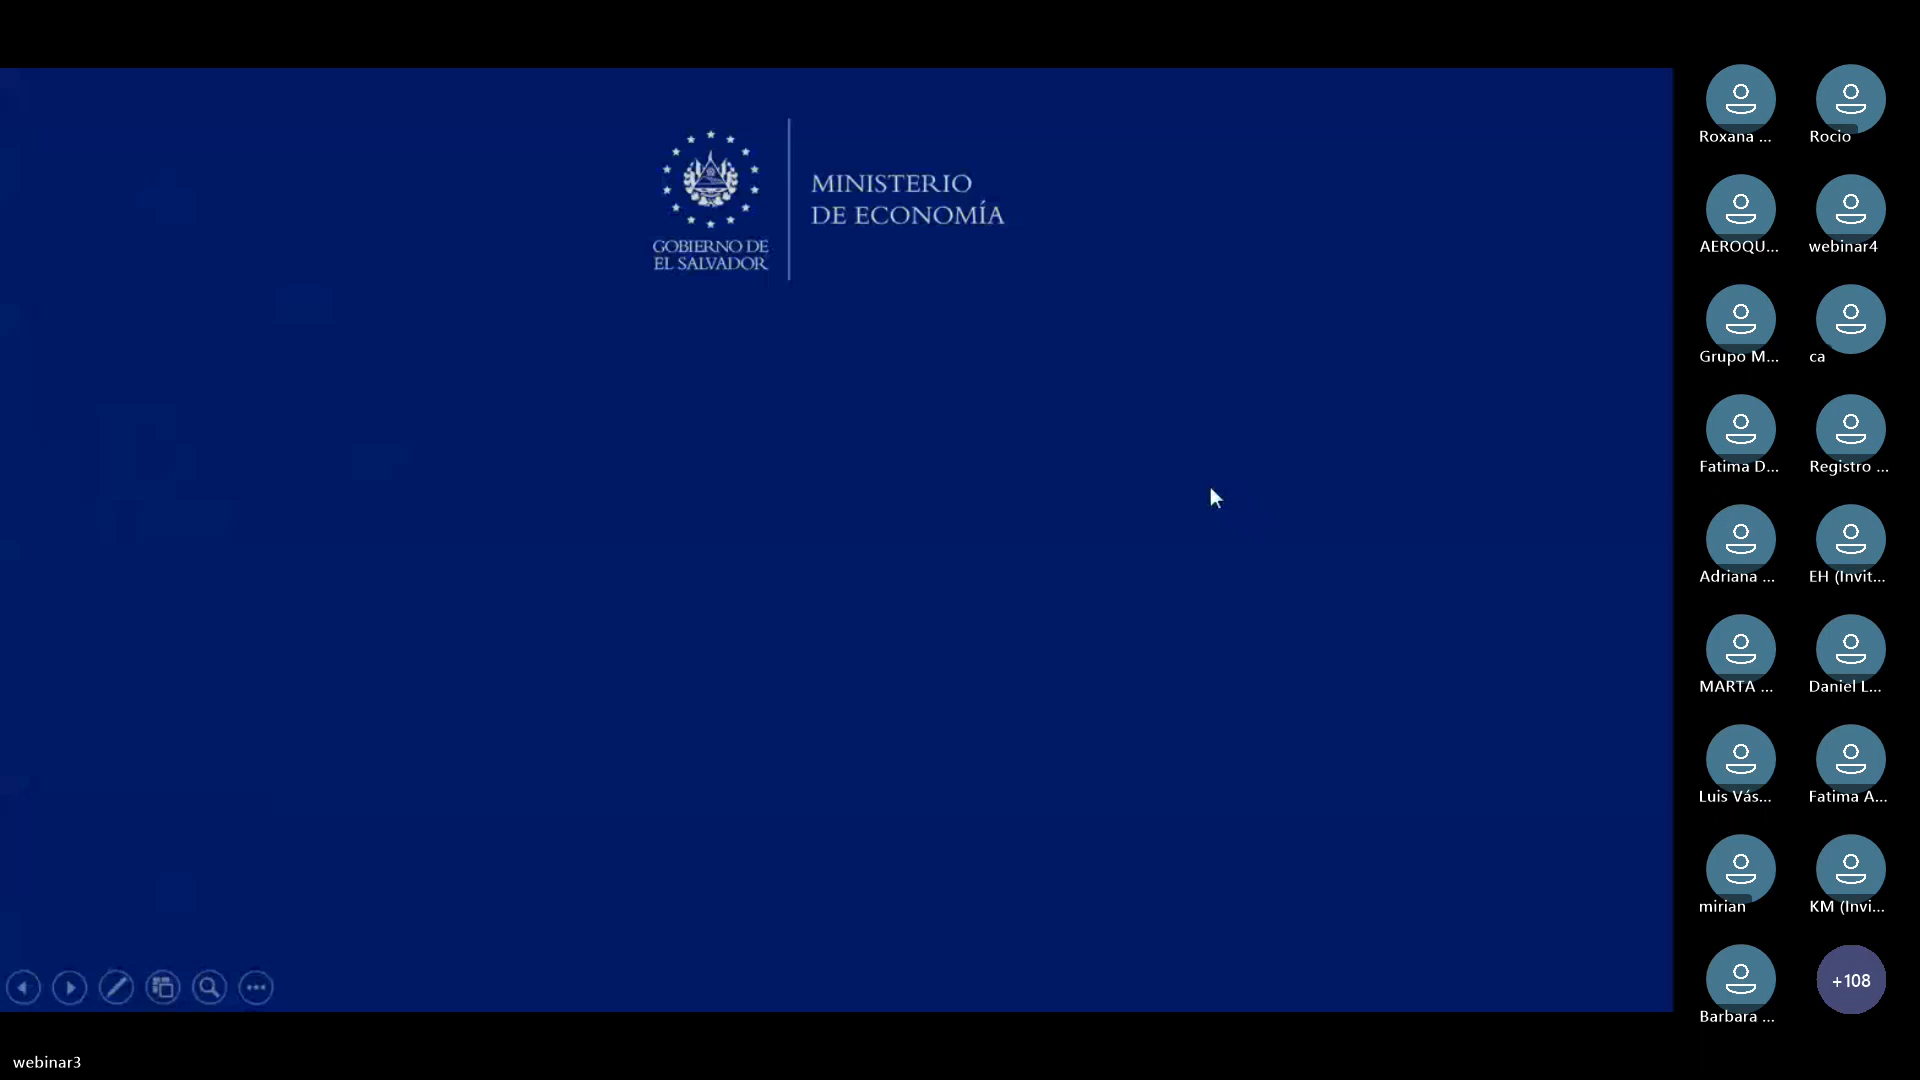 GOBIERNO DE
EL SALVADOR
MINISTERIO
DE ECONOMÍA
Roxana ...
Rocio
AEROQU...
webinar4
Grupo M...
ca
Fatima D...
Registro ...
Adriana ...
EH (Invit...
MARTA ...
Daniel L...
Luis Vás...
Fatima A...
mirian
KM (Invi...
Barbara ...
+108
webinar3